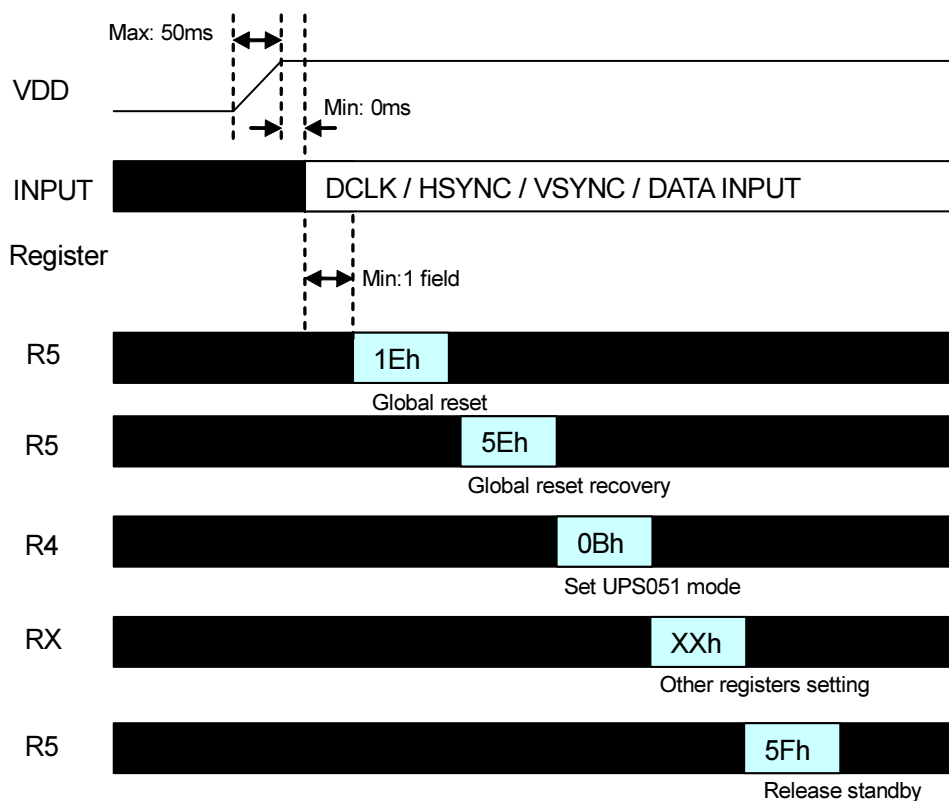 Max: 50ms
VDD
Min: 0ms
INPUT
DCLK / HSYNC / VSYNC / DATA INPUT
Register
Min:1 field
R5
1Eh
Global reset
R5
5Eh
Global reset recovery
R4
0Bh
Set UPS051 mode
RX
XXh
Other registers setting
R5
5Fh
Release standby